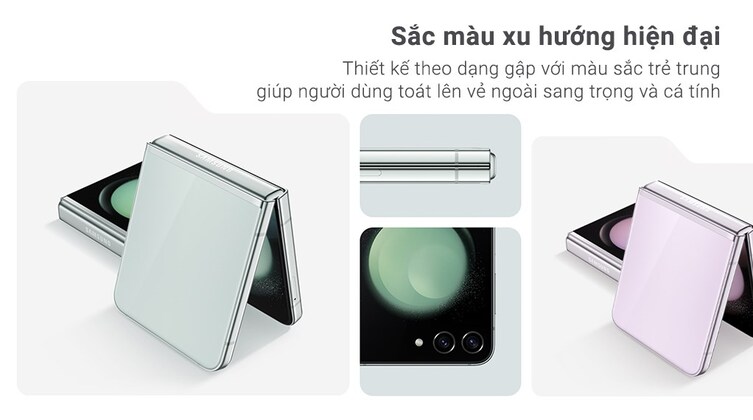 Sắc màu xu hướng hiện đại
Thiết kế theo dạng gập với màu sắc trẻ trung
giúp người dùng toát lên vẻ ngoài sang trọng và cá tính
SAMSUNG